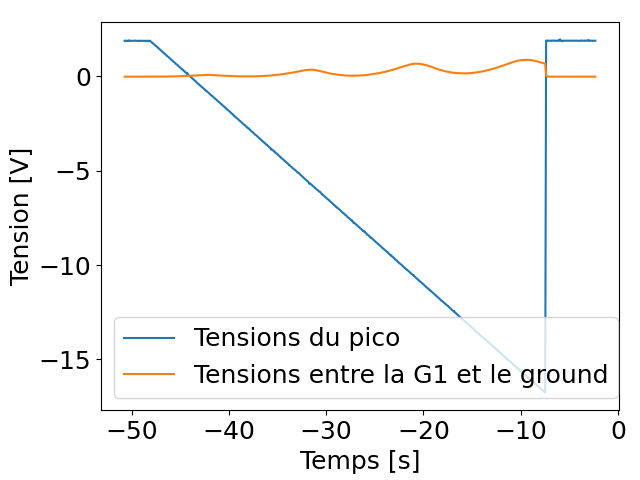 Tension [V]
0
−5
−10
−15
Tensions du pico
Tensions entre la G1 et le ground
−50 −40 −30 −20 −10 0
Temps [s]